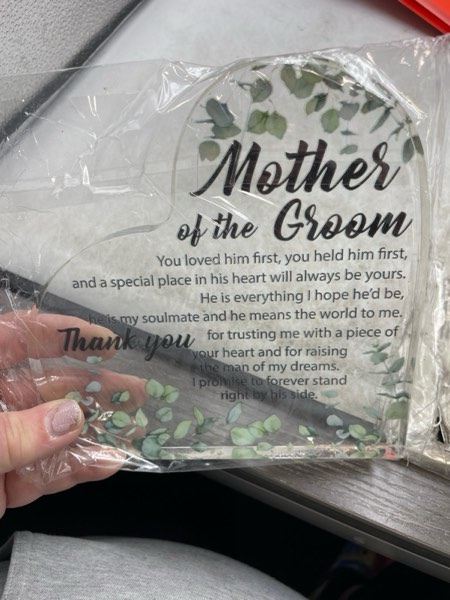 Mother
of the Groom
You loved him first, you held him first,
and a special place in his heart will always be yours.
He is everything I hope he'd be,
he is my soulmate and he means the world to me.
Thank you for trusting me with a piece of
your heart and for raising
the man of my dreams.
I promise to forever stand
right by his side.